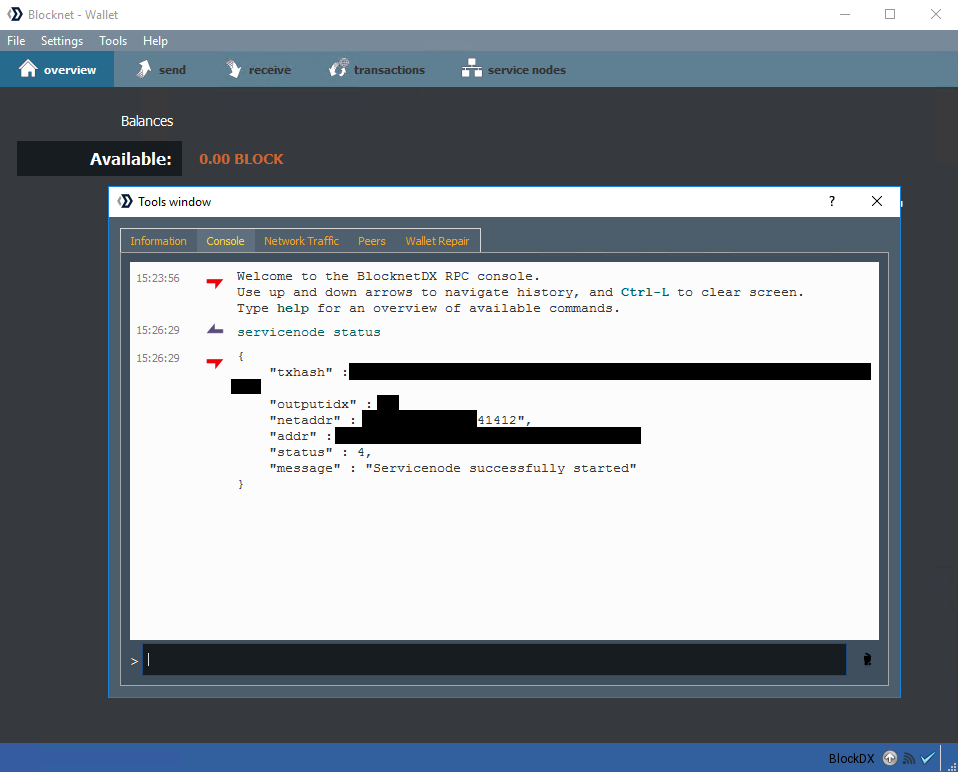 Blocknet - Wallet
File Settings Tools Help
overview send receive transactions service nodes
Balances
Available: 0.00 BLOCK
Tools window ?
Information Console Network Traffic Peers Wallet Repair
15:23:56 Welcome to the BlocknetDX RPC console.
Use up and down arrows to navigate history, and Ctrl-L to clear screen.
Type help for an overview of available commands.
15:26:29 servicenode status
15:26:29 {
"txhash" :
"outputidx" :
"netaddr" : 41412",
"addr" :
"status" : 4,
"message" : "Servicenode successfully started"
}
>
BlockDX